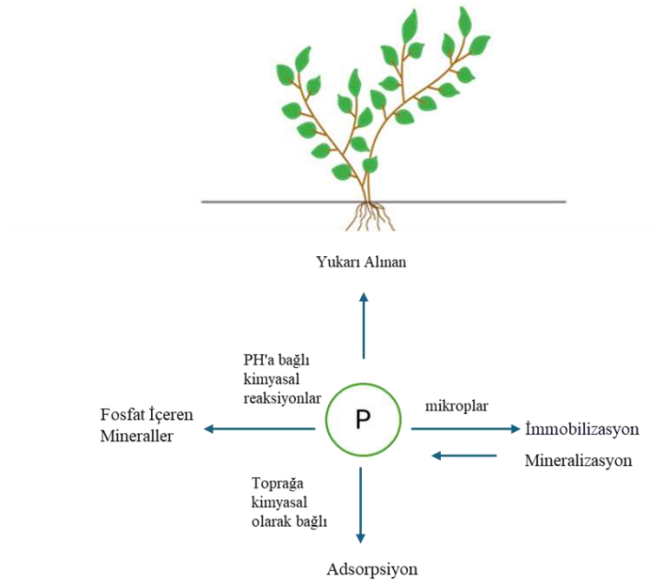 Yukarı Alınan
PH'a bağlı
kimyasal
reaksiyonlar
P
mikroplar
Fosfat İçeren
Mineraller
İmmobilizasyon
Mineralizasyon
Toprağa
kimyasal
olarak bağlı
Adsorpsiyon